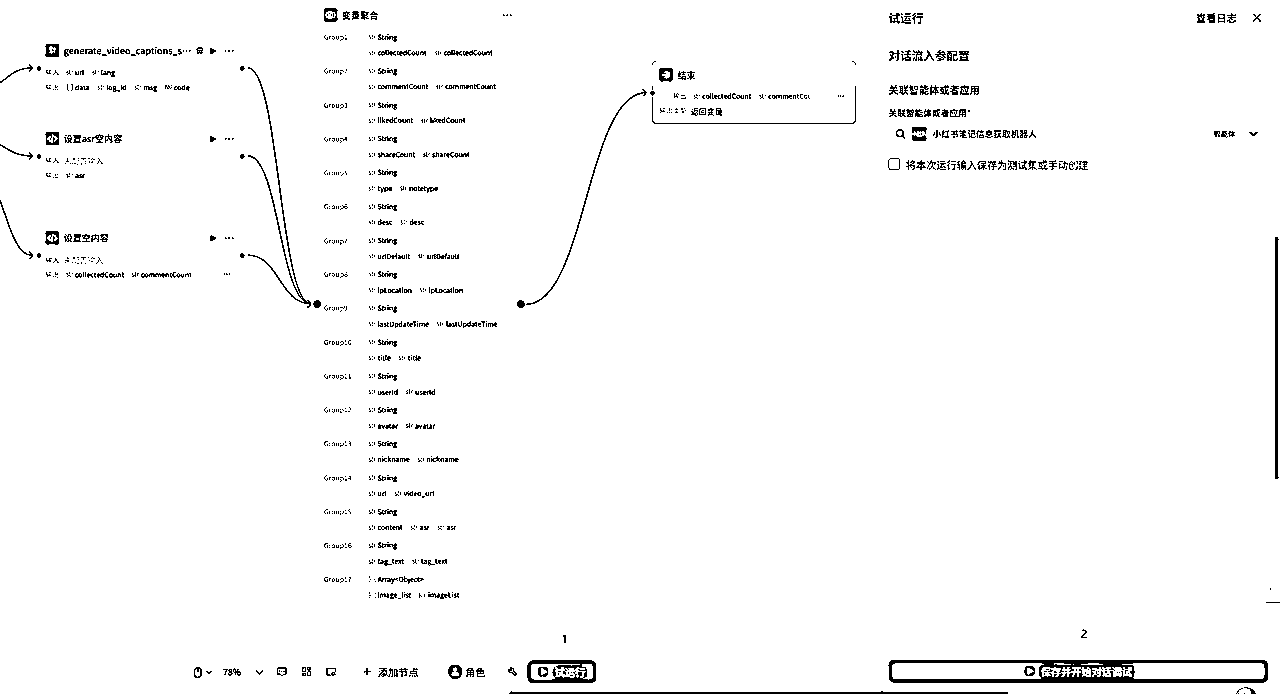 generate_video_captions_s···
输入 str. url str. lang
输出 [ ] data str. log_id str. msg code
设置asr空内容
输入 未配置输入
输出 str. asr
设置空内容
输入 未配置输入
输出 str. collectedCount str. commentCount ···
变量聚合 ···
Group1 str. String
str. collectedCount str. collectedCount
Group2 str. String
str. commentCount str. commentCount
Group3 str. String
str. likedCount str. likedCount
Group4 str. String
str. shareCount str. shareCount
Group5 str. String
str. type str. notetype
Group6 str. String
str. desc str. desc
Group7 str. String
str. urlDefault str. urlDefault
Group8 str. String
str. ipLocation str. ipLocation
Group9 str. String
str. lastUpdateTime str. lastUpdateTime
Group10 str. String
str. title str. title
Group11 str. String
str. userId str. userId
Group12 str. String
str. avatar str. avatar
Group13 str. String
str. nickname str. nickname
Group14 str. String
str. url str. video_url
Group15 str. String
str. content str. asr str. asr
Group16 str. String
str. tag_text str. tag_text
Group17 Array<Object>
image_list imageList
结束
输出 str. collectedCount str. commentCou ···
输出类型 返回变量
试运行 查看日志
对话流入参配置
关联智能体或者应用
关联智能体或者应用*
小红书笔记信息获取机器人 智能体
将本次运行输入保存为测试集或手动创建
1
2
78% 添加节点 角色 试运行
保存并开始对话调试